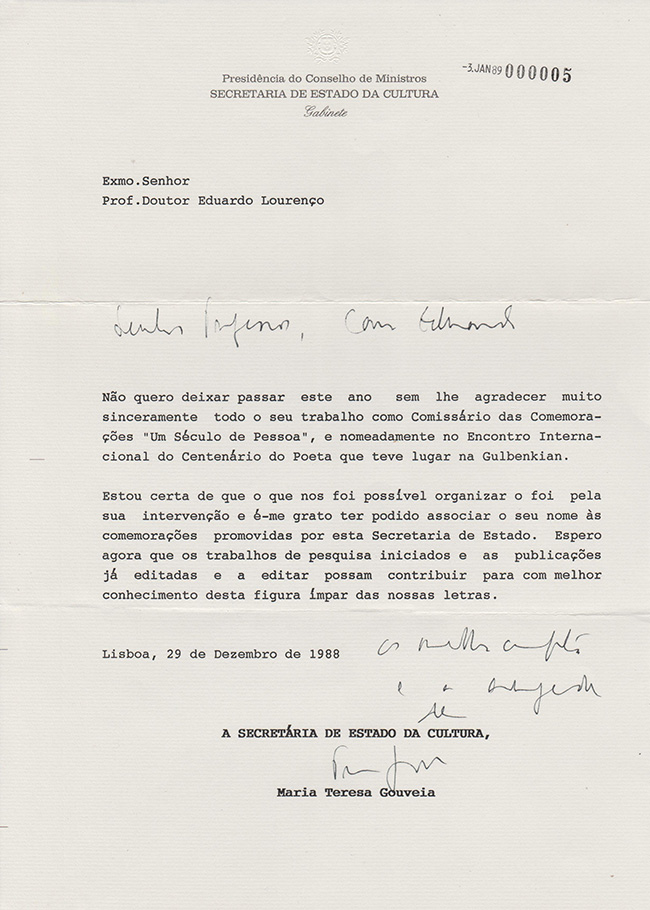 -3.JAN89 000005
Presidência do Conselho de Ministros
SECRETARIA DE ESTADO DA CULTURA
Gabinete
Exmo.Senhor
Prof.Doutor Eduardo Lourenço
Senhor Professor, Caro Eduardo
Não quero deixar passar este ano sem lhe agradecer muito
sinceramente todo o seu trabalho como Comissário das Comemora-
ções "Um Século de Pessoa", e nomeadamente no Encontro Interna-
cional do Centenário do Poeta que teve lugar na Gulbenkian.
Estou certa de que o que nos foi possível organizar o foi pela
sua intervenção e é-me grato ter podido associar o seu nome às
comemorações promovidas por esta Secretaria de Estado. Espero
agora que os trabalhos de pesquisa iniciados e as publicações
já editadas e a editar possam contribuir para com melhor
conhecimento desta figura ímpar das nossas letras.
Lisboa, 29 de Dezembro de 1988
e a
A SECRETÁRIA DE ESTADO DA CULTURA,
Maria Teresa Gouveia